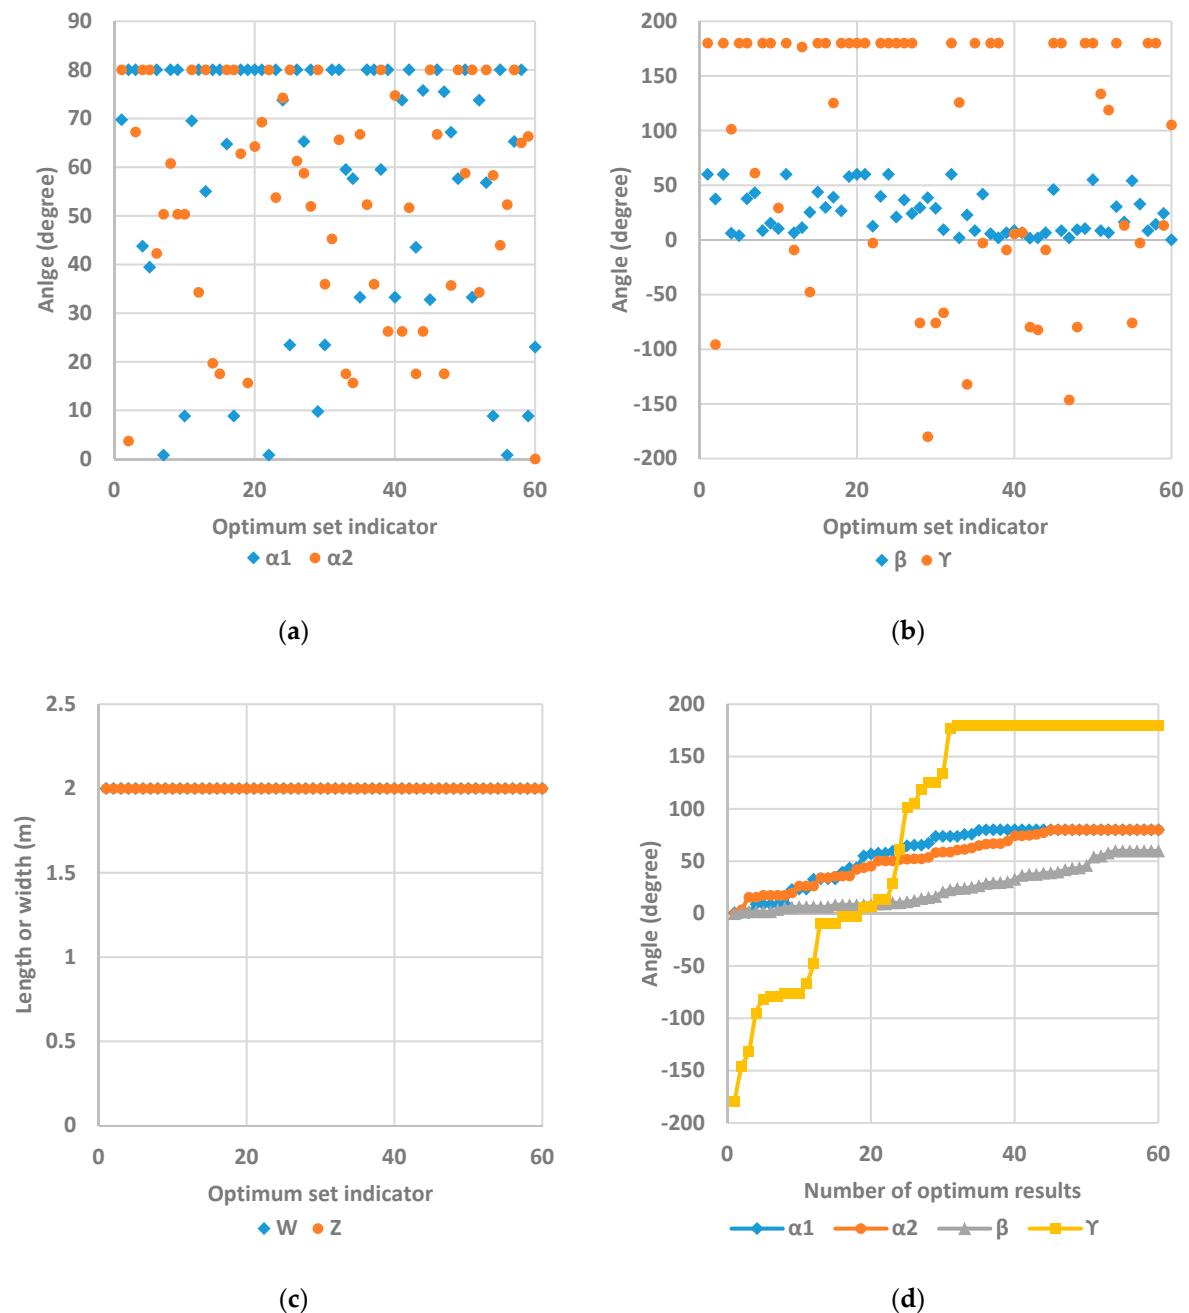 90
80
70
60
50
40
30
20
10
0
Anlge (degree)
0 20 40 60
Optimum set indicator
α1 α2
(a)
200
150
100
50
0
-50
-100
-150
-200
Angle (degree)
0 20 40 60
Optimum set indicator
β ϒ
(b)
2.5
2
1.5
1
0.5
0
Length or width (m)
0 20 40 60
Optimum set indicator
W Z
(c)
200
150
100
50
0
-50
-100
-150
-200
Angle (degree)
0 20 40 60
Number of optimum results
α1 α2 β ϒ
(d)